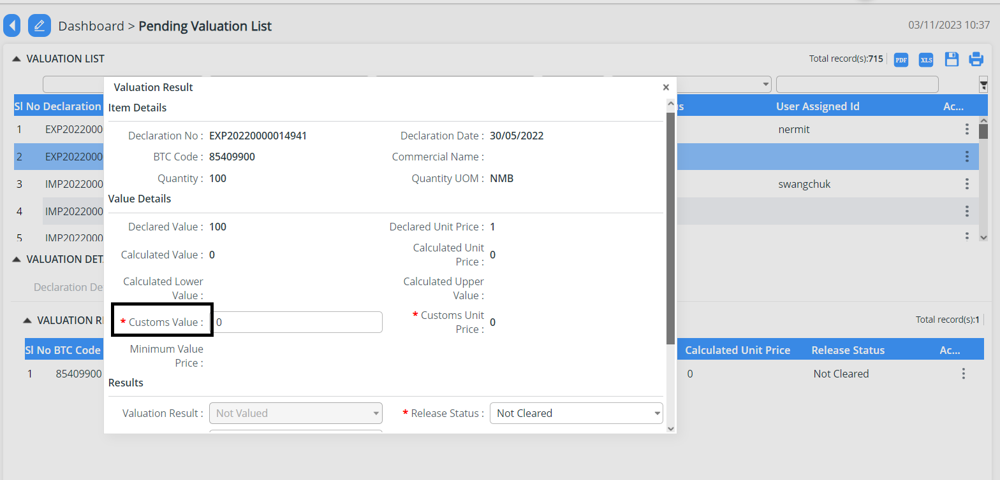 Dashboard > Pending Valuation List
03/11/2023 10:37
VALUATION LIST
Total record(s):715
PDF
XLS
Sl No Declaration
User Assigned Id
Ac...
1 EXP2022000
nermit
2 EXP2022000
3 IMP2022000
swangchuk
4 IMP2022000
5 IMP2022000
VALUATION DET
Declaration De
VALUATION R
Total record(s):1
Sl No BTC Code
Calculated Unit Price
Release Status
Ac...
1 85409900
0
Not Cleared
Valuation Result
×
Item Details
Declaration No : EXP20220000014941
Declaration Date : 30/05/2022
BTC Code : 85409900
Commercial Name :
Quantity : 100
Quantity UOM : NMB
Value Details
Declared Value : 100
Declared Unit Price : 1
Calculated Value : 0
Calculated Unit
Price : 0
Calculated Lower
Value :
Calculated Upper
Value :
* Customs Value : 0
* Customs Unit
Price : 0
Minimum Value
Price :
Results
Valuation Result : Not Valued
* Release Status : Not Cleared